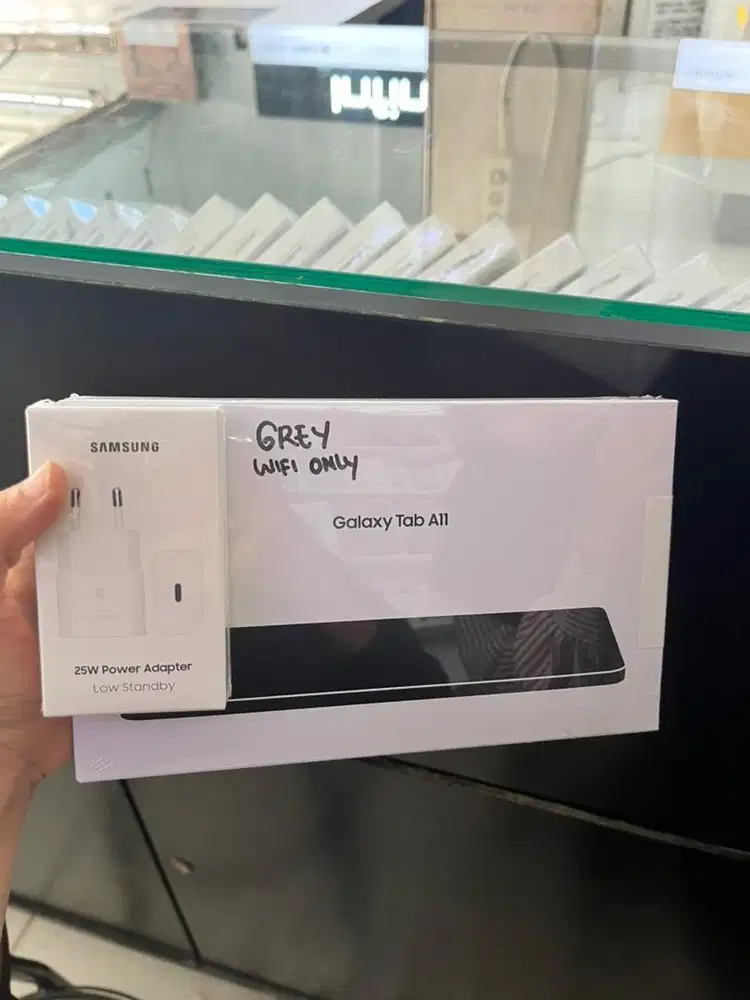 SAMSUNG
25W Power Adapter
Low Standby
GREY
WIFI ONLY
Galaxy Tab A11